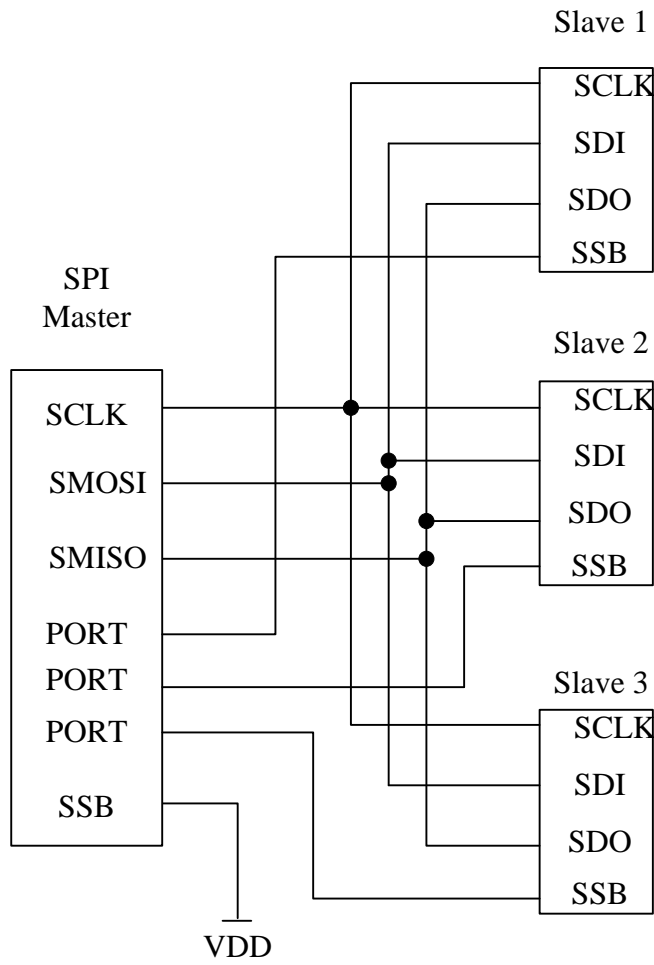 Slave 1
SCLK
SDI
SDO
SSB
SPI
Master
SCLK
SMOSI
SMISO
PORT
PORT
PORT
SSB
VDD
Slave 2
SCLK
SDI
SDO
SSB
Slave 3
SCLK
SDI
SDO
SSB